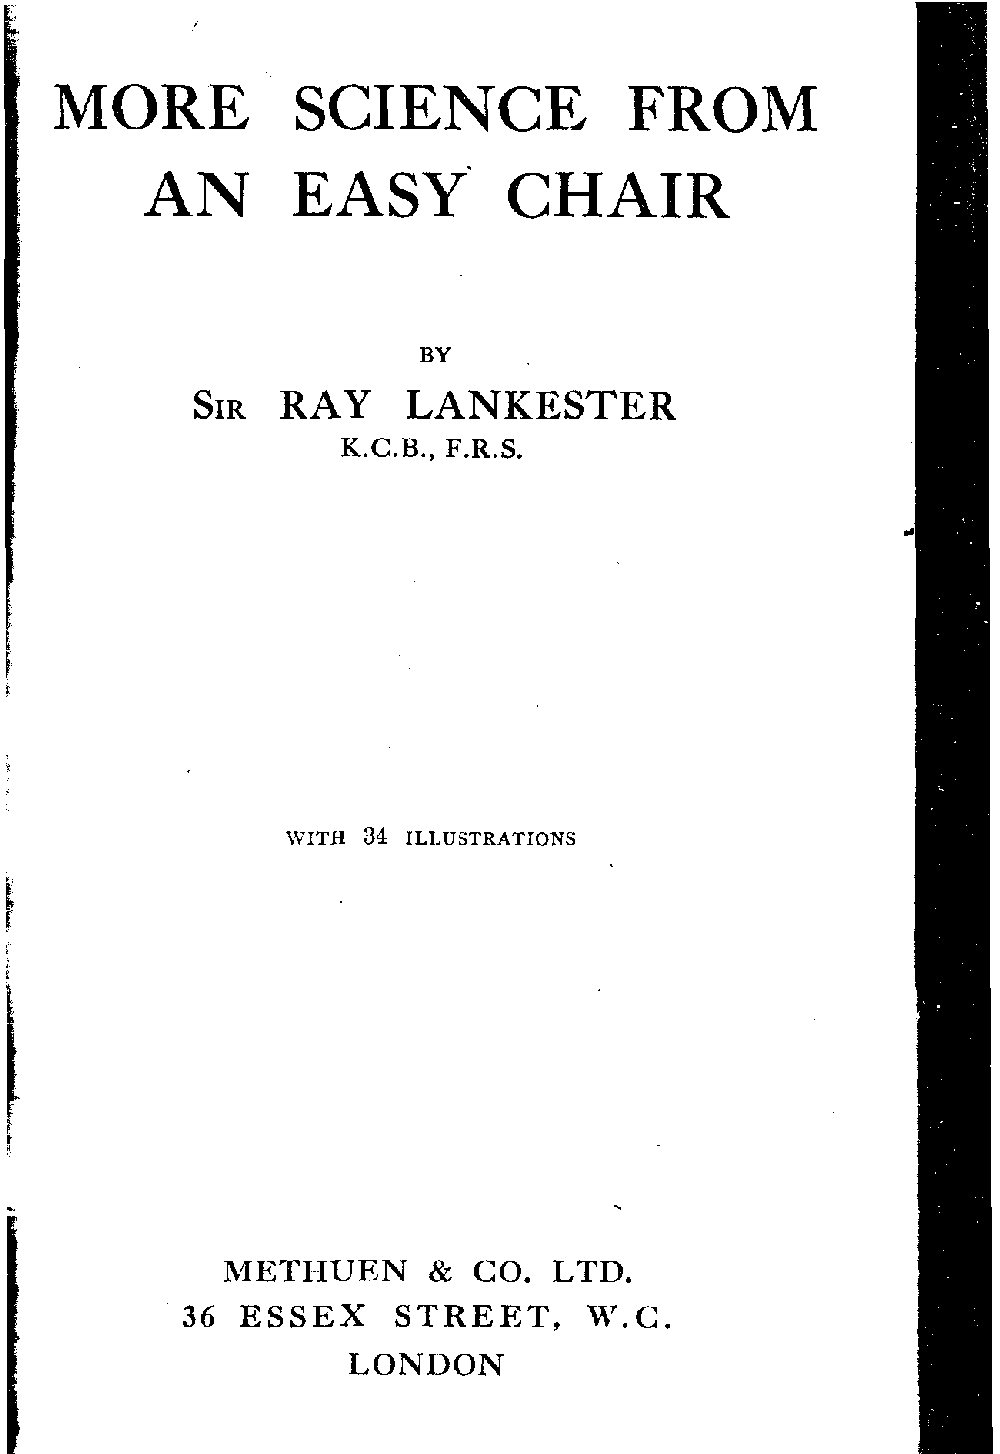 MORE SCIENCE FROM
AN EASY CHAIR
BY
SIR RAY LANKESTER
K.C.B., F.R.S.
WITH 34 ILLUSTRATIONS
METHUEN & CO. LTD.
36 ESSEX STREET, W.C.
LONDON